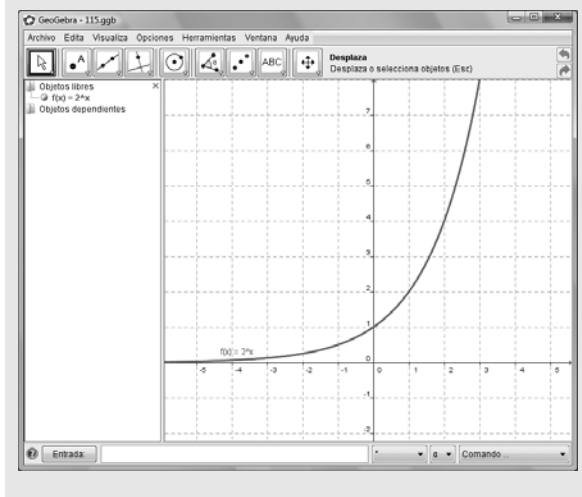 GeoGebra - 115.ggb
Archivo Edita Visualiza Opciones Herramientas Ventana Ayuda
A
α
ABC
Desplaza
Desplaza o selecciona objetos (Esc)
Objetos libres
f(x) = 2^x
Objetos dependientes
7
6
5
4
3
2
1
0
-1
-2
f(x) = 2^x
-5 -4 -3 -2 -1 0 1 2 3 4 5
Entrada:
α
Comando ...